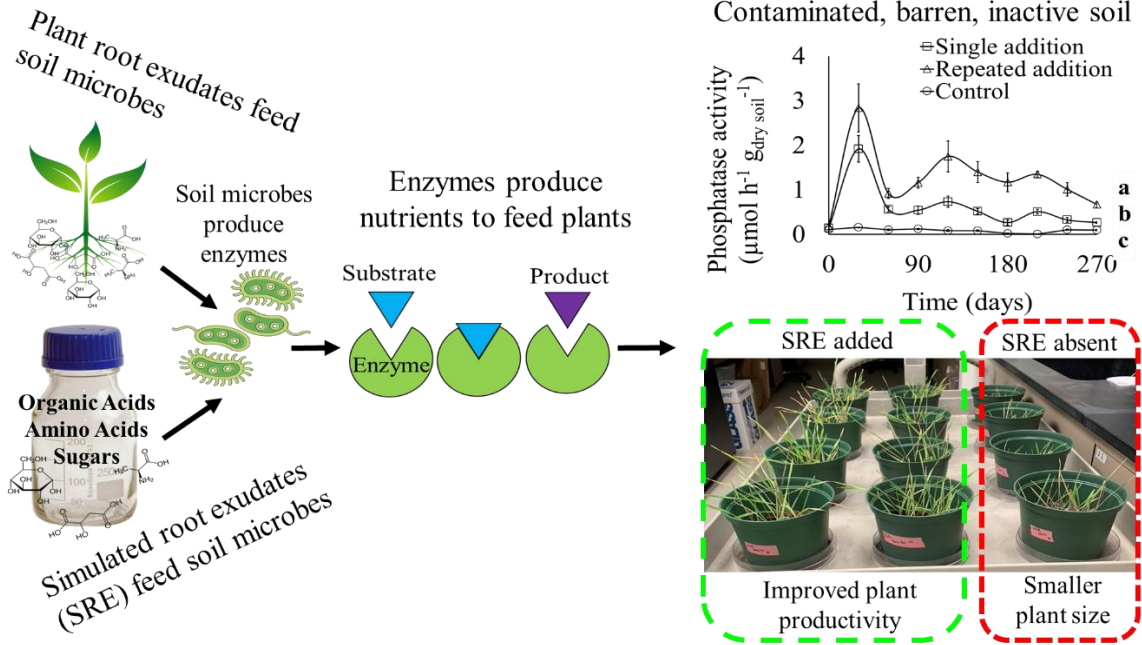 Plant root exudates feed
soil microbes
Soil microbes
produce
enzymes
Organic Acids
Amino Acids
Sugars
Simulated root exudates
(SRE) feed soil microbes
Enzymes produce
nutrients to feed plants
Substrate
Product
Enzyme
Contaminated, barren, inactive soil
Single addition
Repeated addition
Control
Phosphatase activity
(μmol h⁻¹ g dry soil⁻¹)
4
3
2
1
0
a
b
c
0 90 180 270
Time (days)
SRE added
SRE absent
Improved plant
productivity
Smaller
plant size